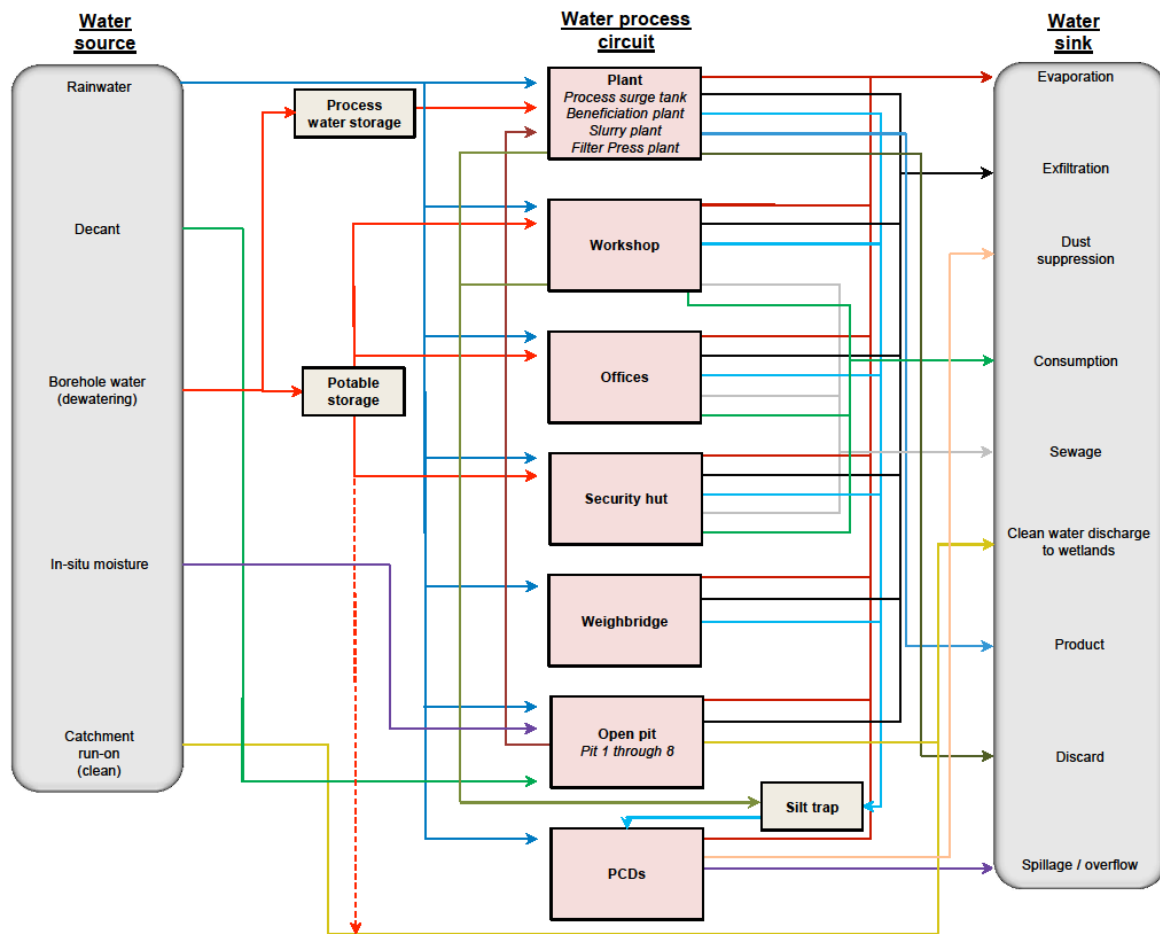 Water
source
Water process
circuit
Water
sink
Rainwater
Decant
Borehole water
(dewatering)
In-situ moisture
Catchment
run-on
(clean)
Process
water storage
Potable
storage
Plant
Process surge tank
Beneficiation plant
Slurry plant
Filter Press plant
Workshop
Offices
Security hut
Weighbridge
Open pit
Pit 1 through 8
Silt trap
PCDs
Evaporation
Exfiltration
Dust
suppression
Consumption
Sewage
Clean water discharge
to wetlands
Product
Discard
Spillage / overflow